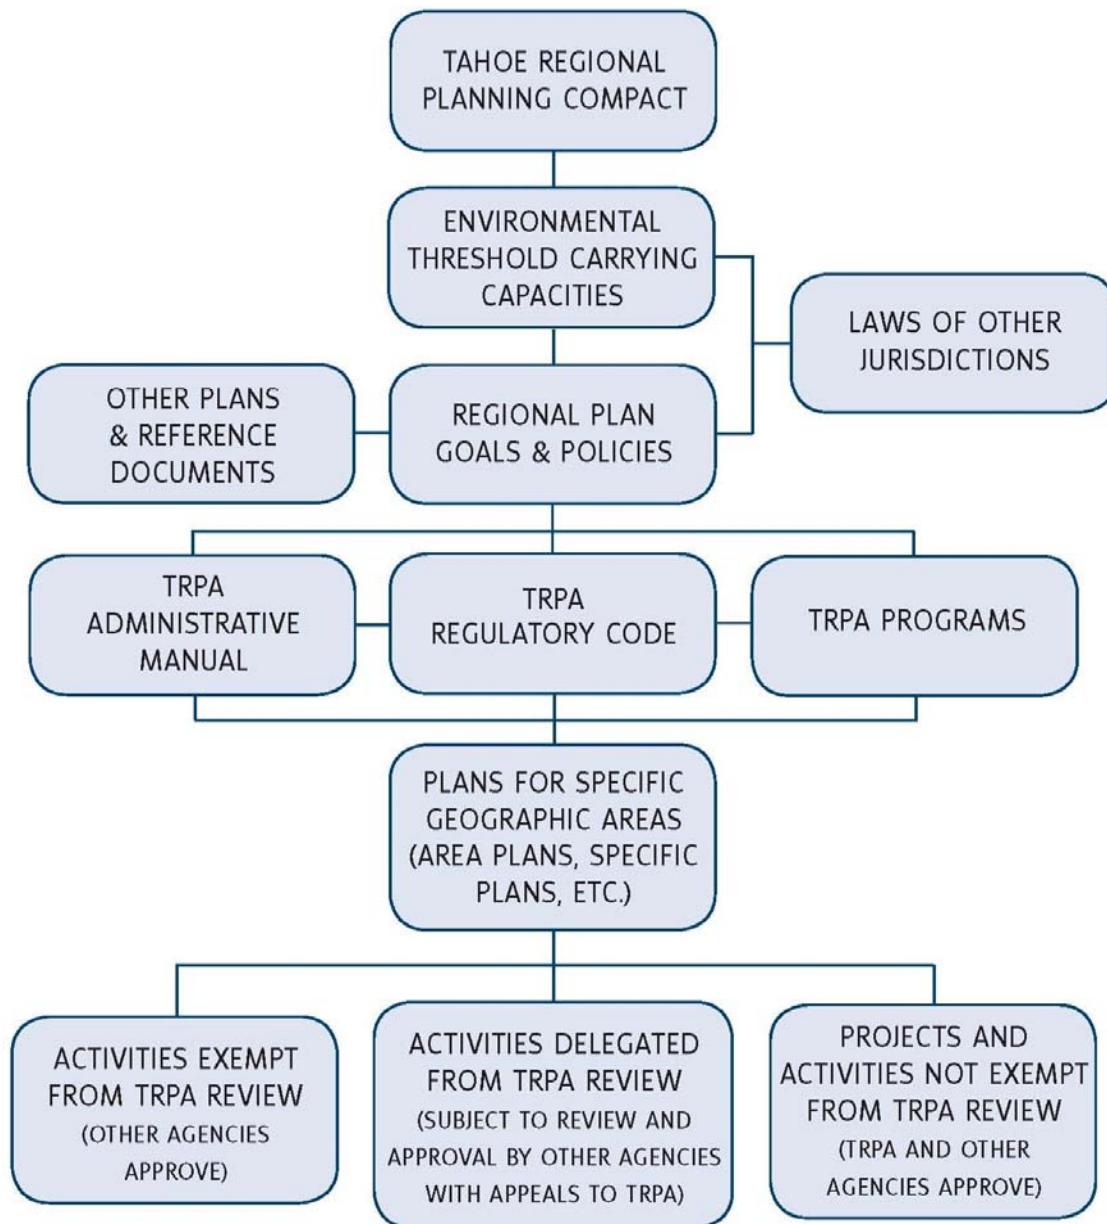 TAHOE REGIONAL
PLANNING COMPACT
ENVIRONMENTAL
THRESHOLD CARRYING
CAPACITIES
LAWS OF OTHER
JURISDICTIONS
OTHER PLANS
& REFERENCE
DOCUMENTS
REGIONAL PLAN
GOALS & POLICIES
TRPA
ADMINISTRATIVE
MANUAL
TRPA
REGULATORY CODE
TRPA PROGRAMS
PLANS FOR SPECIFIC
GEOGRAPHIC AREAS
(AREA PLANS, SPECIFIC
PLANS, ETC.)
ACTIVITIES EXEMPT
FROM TRPA REVIEW
(OTHER AGENCIES
APPROVE)
ACTIVITIES DELEGATED
FROM TRPA REVIEW
(SUBJECT TO REVIEW AND
APPROVAL BY OTHER AGENCIES
WITH APPEALS TO TRPA)
PROJECTS AND
ACTIVITIES NOT EXEMPT
FROM TRPA REVIEW
(TRPA AND OTHER
AGENCIES APPROVE)